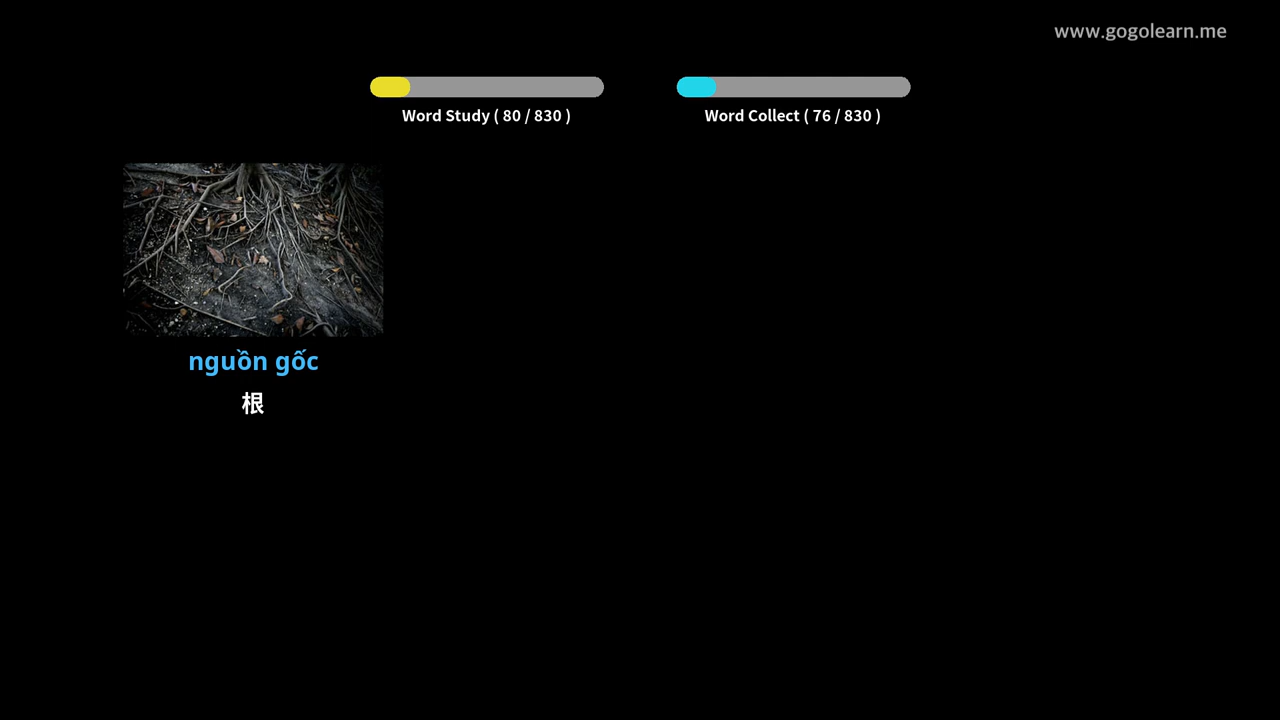 www.gogolearn.me
Word Study ( 80 / 830 )
Word Collect ( 76 / 830 )
nguồn gốc
根